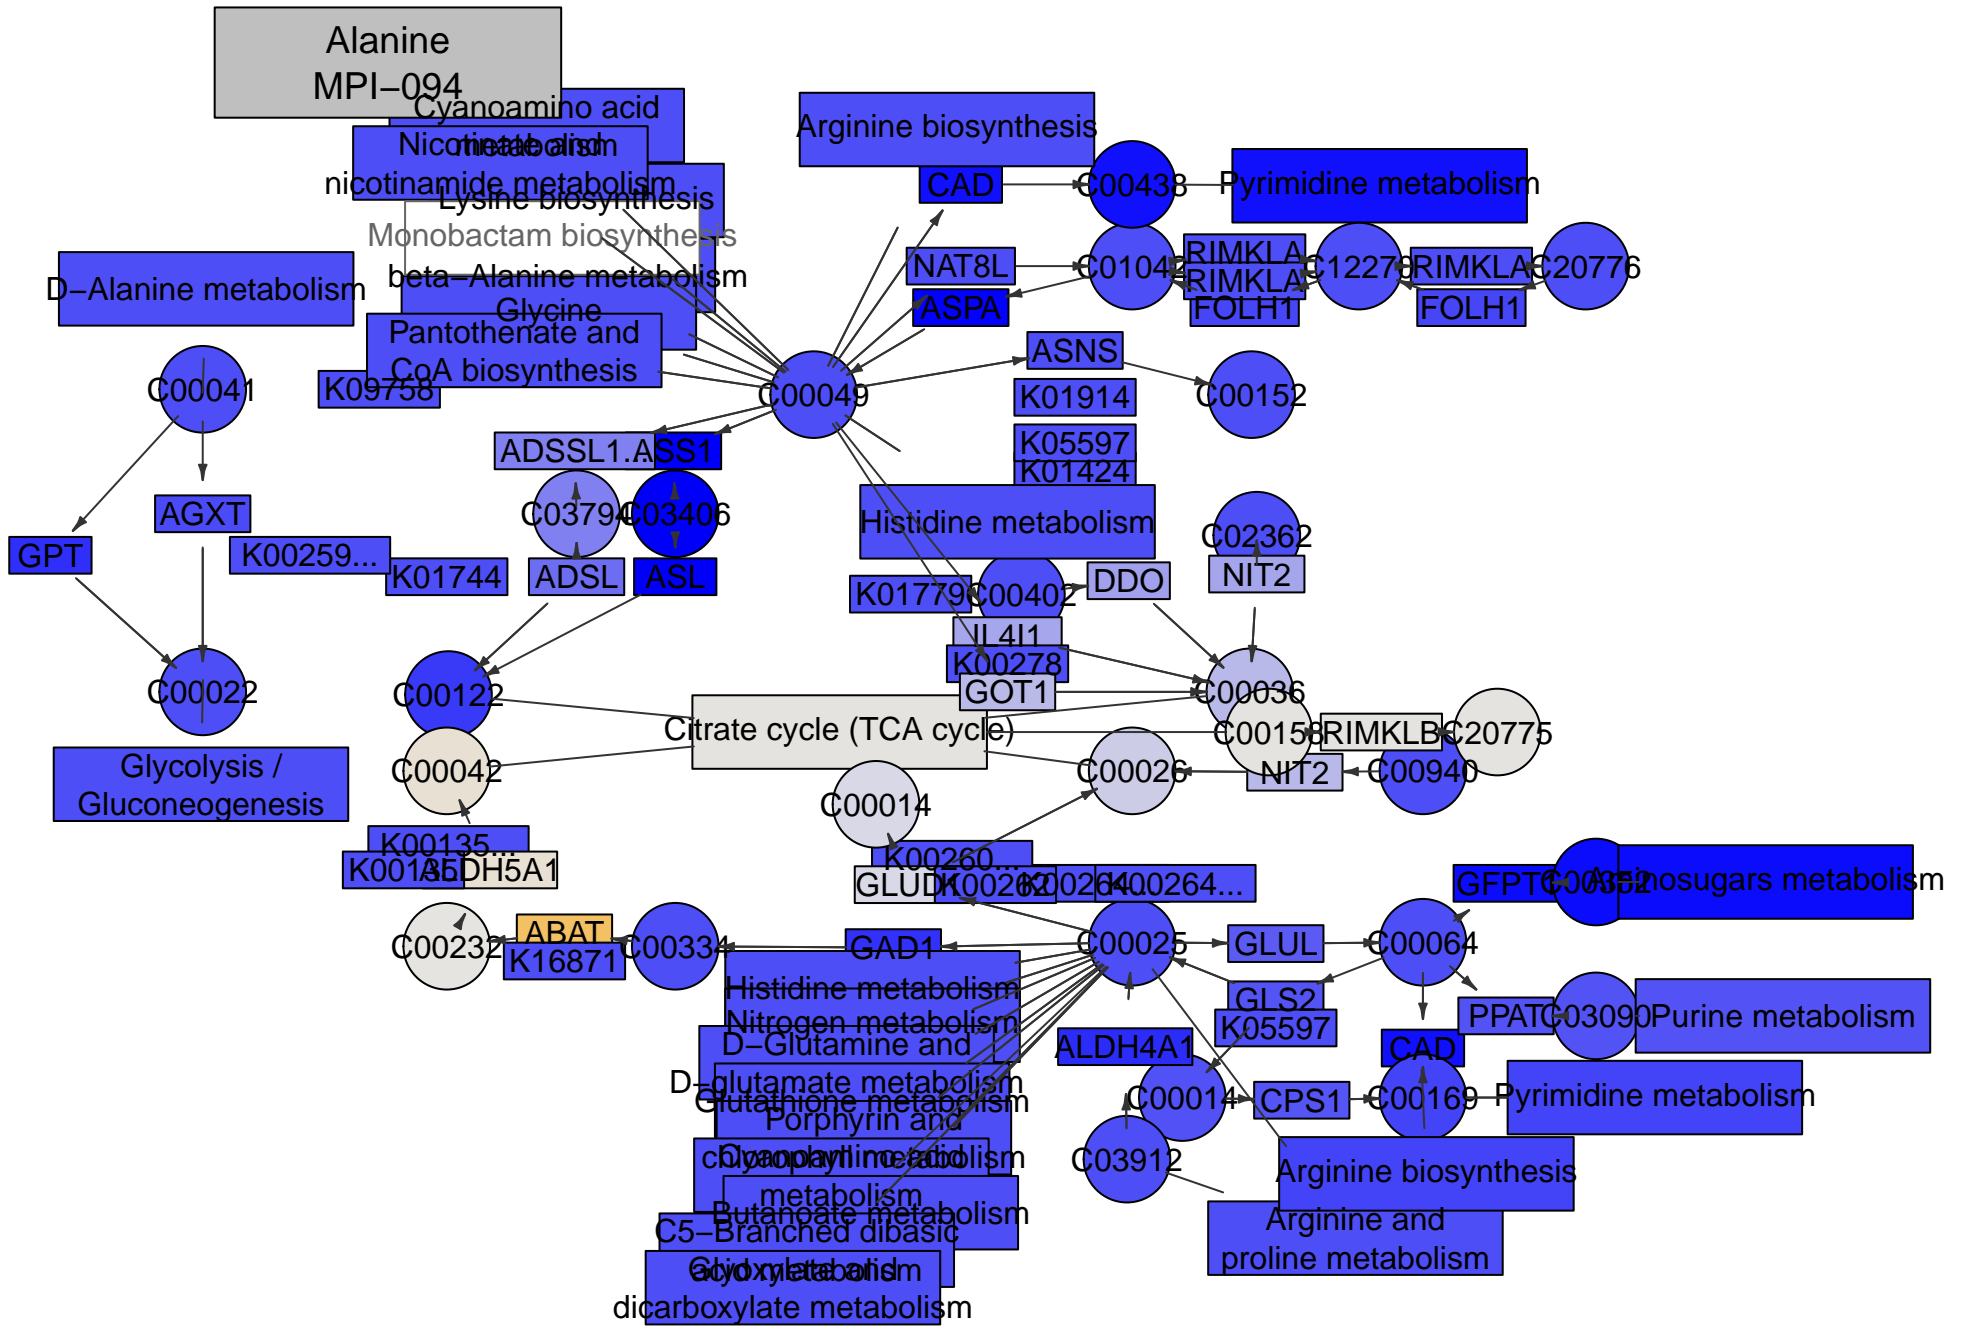 Alanine
MPI−094
Cyanoamino acid
metabolism
Nicotinate and
nicotinamide metabolism
Lysine biosynthesis
Monobactam biosynthesis
beta−Alanine metabolism
Glycine
Pantothenate and
CoA biosynthesis
D−Alanine metabolism
Arginine biosynthesis
CAD
C00438
Pyrimidine metabolism
NAT8L
ASPA
RIMKLA
RIMKLA
FOLH1
RIMKLA
FOLH1
C20776
C00041
K09758
C00049
ASNS
C00152
K01914
K05597
K01424
ADSSL1...
ASS1
C03794
C03406
AGXT
GPT
K00259...
K01744
ADSL
ASL
Histidine metabolism
C02362
NIT2
K01779
C00402
DDO
IL4I1
K00278
GOT1
C00036
C00022
C00122
Citrate cycle (TCA cycle)
C00158
RIMKLB
C20775
C00042
C00026
NIT2
C00940
Glycolysis /
Gluconeogenesis
C00014
K00135...
ALDH5A1
K00260...
GLUD1
K00262
K00264...
GFPT1
Aminosugars metabolism
C00232
ABAT
K16871
C00334
GAD1
C00025
GLUL
C00064
Histidine metabolism
Nitrogen metabolism
D−Glutamine and
D−glutamate metabolism
Glutathione metabolism
Porphyrin and
chlorophyll metabolism
Cyanoamino acid
metabolism
Butanoate metabolism
C5−Branched dibasic
acid metabolism
Glyoxylate and
dicarboxylate metabolism
GLS2
K05597
PPAT
C03090
Purine metabolism
ALDH4A1
CAD
C00014
CPS1
C00169
Pyrimidine metabolism
C03912
Arginine biosynthesis
Arginine and
proline metabolism